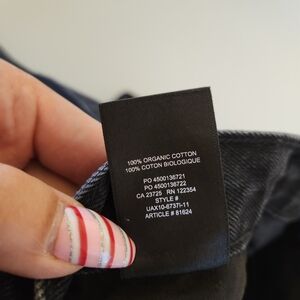 100% ORGANIC COTTON
100% COTON BIOLOGIQUE
PO 4500136721
PO 4500136722
CA 23725 RN 122354
STYLE #
UAX10-6737I-11
ARTICLE # 81624